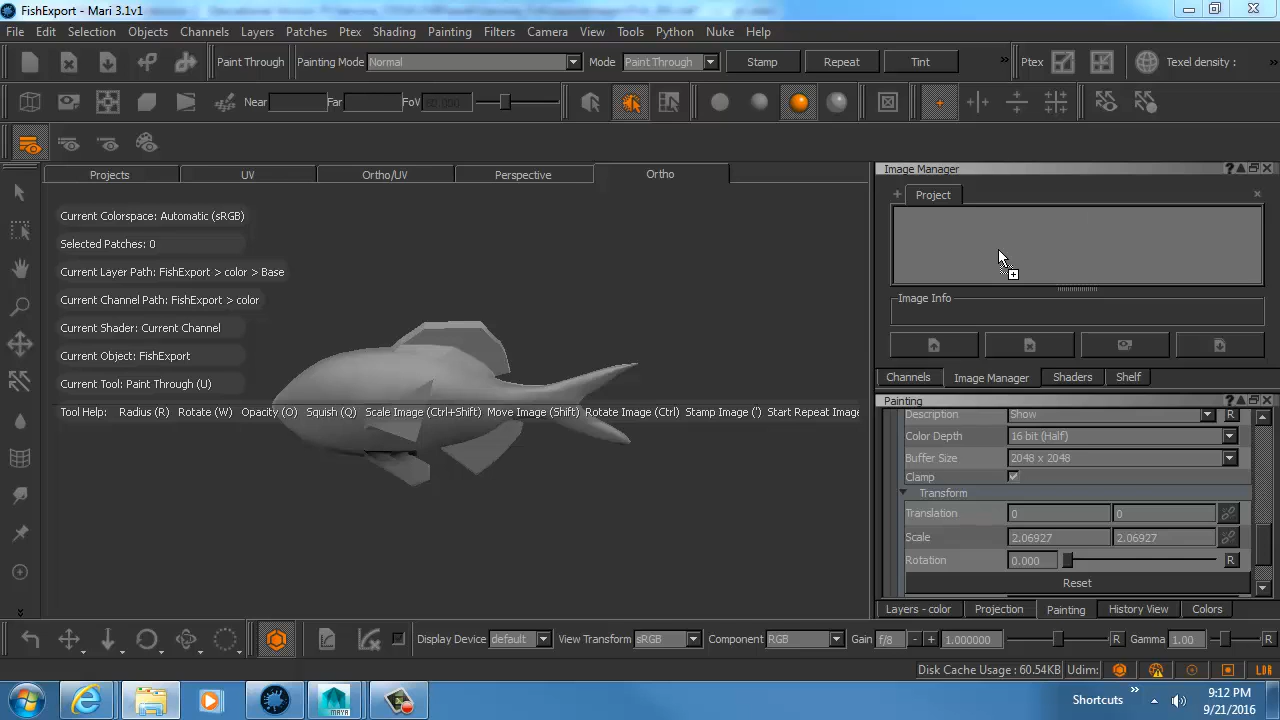 FishExport - Mari 3.1v1
File Edit Selection Objects Channels Layers Patches Ptex Shading Painting Filters Camera View Tools Python Nuke Help
Paint Through Painting Mode Normal Mode Paint Through Stamp Repeat Tint » Ptex Texel density: »
Near Far FoV
Projects UV Ortho/UV Perspective Ortho
Image Manager
+ Project ×
Current Colorspace: Automatic (sRGB)
Selected Patches: 0
Current Layer Path: FishExport > color > Base
Current Channel Path: FishExport > color
Current Shader: Current Channel
Current Object: FishExport
Current Tool: Paint Through (U)
Tool Help: Radius (R) Rotate (W) Opacity (O) Squish (Q) Scale Image (Ctrl+Shift) Move Image (Shift) Rotate Image (Ctrl) Stamp Image (') Start Repeat Image
Image Info
Channels Image Manager Shaders Shelf
Painting
Description Show R
Color Depth 16 bit (Half)
Buffer Size 2048 x 2048
Clamp
Transform
Translation 0 0
Scale 2.06927 2.06927
Rotation 0.000 R
Reset
Layers - color Projection Painting History View Colors
Display Device default View Transform sRGB Component RGB Gain f/8 - + 1.000000 R Gamma 1.00 R
Disk Cache Usage : 60.54KB Udim: LDR
MAYA
Shortcuts »
9:12 PM
9/21/2016